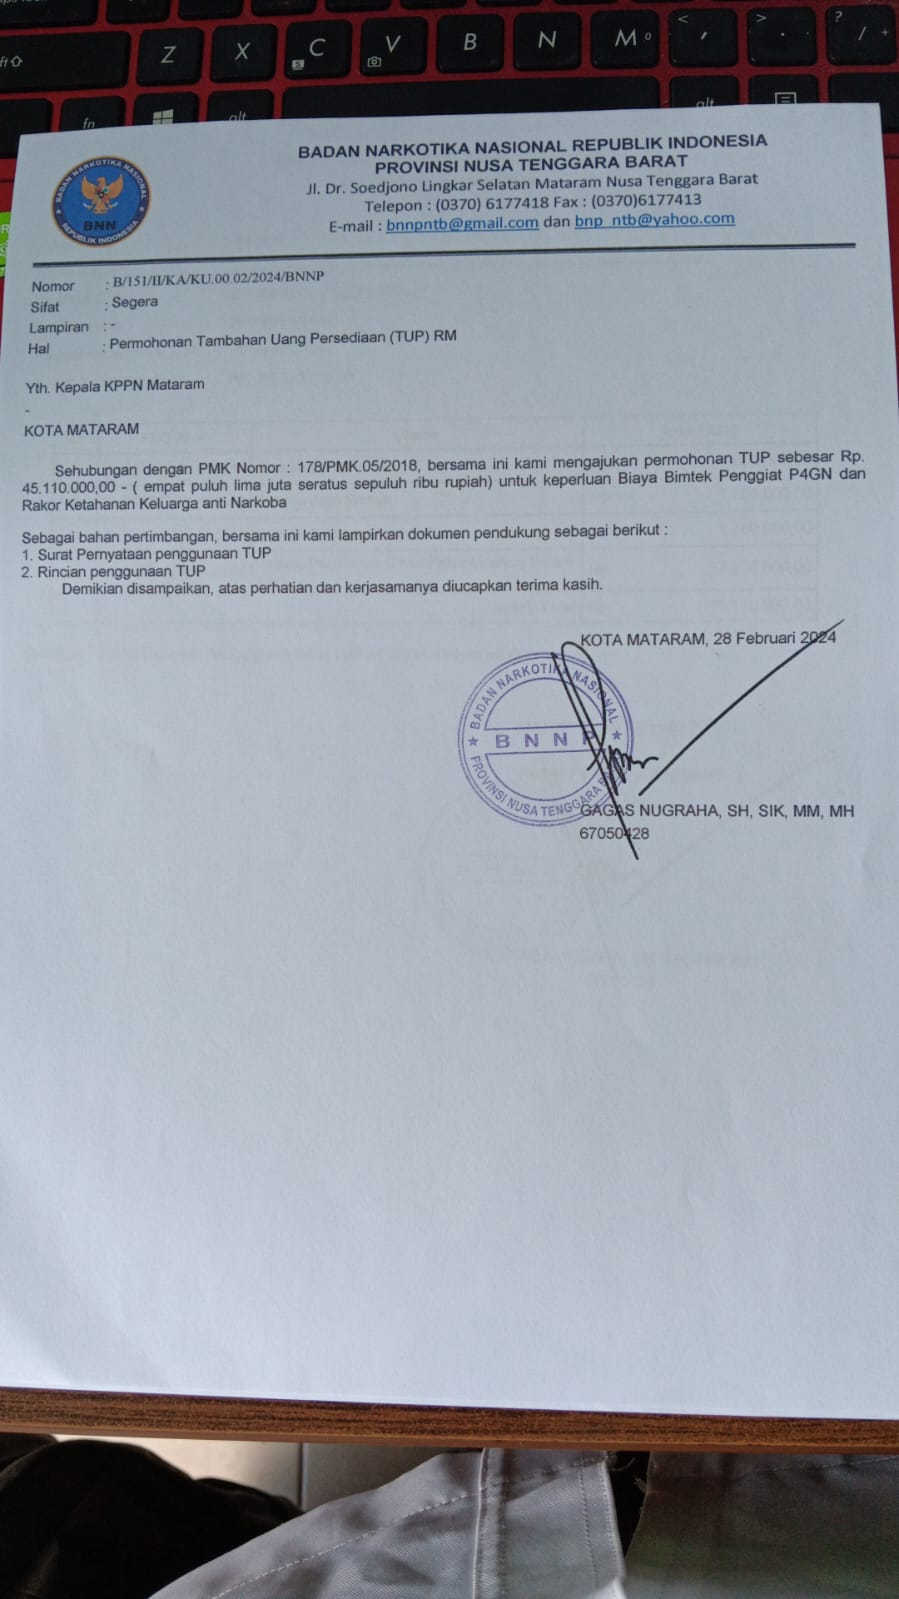 Z X C V B N M < , > . ? /
fn alt alt
BADAN NARKOTIKA NASIONAL
BNN
REPUBLIK INDONESIA
BADAN NARKOTIKA NASIONAL REPUBLIK INDONESIA
PROVINSI NUSA TENGGARA BARAT
Jl. Dr. Soedjono Lingkar Selatan Mataram Nusa Tenggara Barat
Telepon : (0370) 6177418 Fax : (0370)6177413
E-mail : bnnpntb@gmail.com dan bnp_ntb@yahoo.com
Nomor : B/151/II/KA/KU.00.02/2024/BNNP
Sifat : Segera
Lampiran : -
Hal : Permohonan Tambahan Uang Persediaan (TUP) RM
Yth. Kepala KPPN Mataram
-
KOTA MATARAM
Sehubungan dengan PMK Nomor : 178/PMK.05/2018, bersama ini kami mengajukan permohonan TUP sebesar Rp.
45.110.000,00 - ( empat puluh lima juta seratus sepuluh ribu rupiah) untuk keperluan Biaya Bimtek Penggiat P4GN dan
Rakor Ketahanan Keluarga anti Narkoba
Sebagai bahan pertimbangan, bersama ini kami lampirkan dokumen pendukung sebagai berikut :
1. Surat Pernyataan penggunaan TUP
2. Rincian penggunaan TUP
Demikian disampaikan, atas perhatian dan kerjasamanya diucapkan terima kasih.
KOTA MATARAM, 28 Februari 2024
BADAN NARKOTIKA NASIONAL
BNNP
PROVINSI NUSA TENGGARA
GAGAS NUGRAHA, SH, SIK, MM, MH
67050428